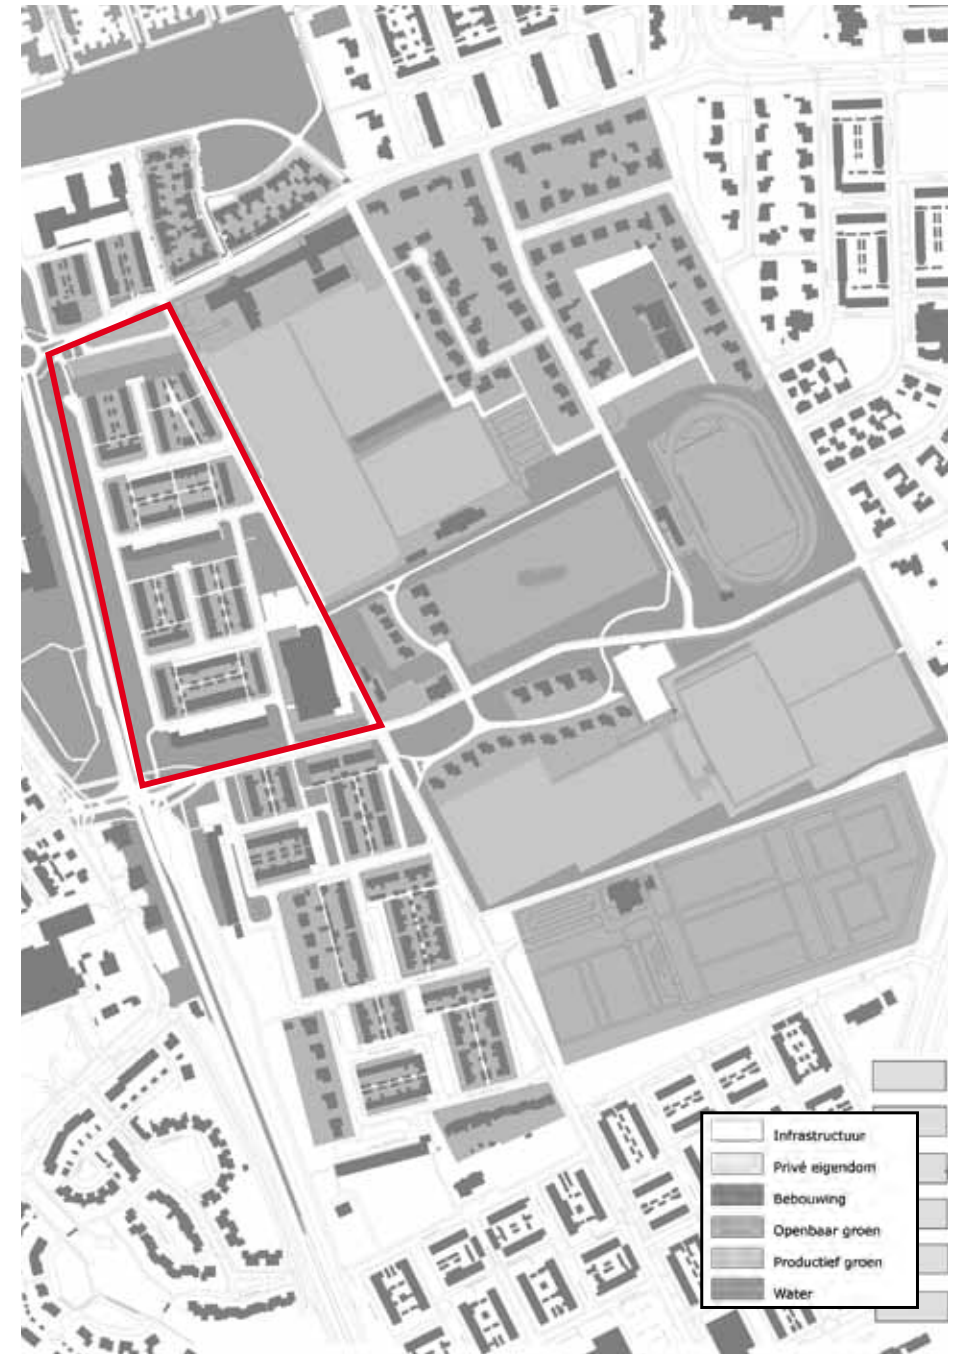 Infrastructuur
Privé eigendom
Bebouwing
Openbaar groen
Productief groen
Water